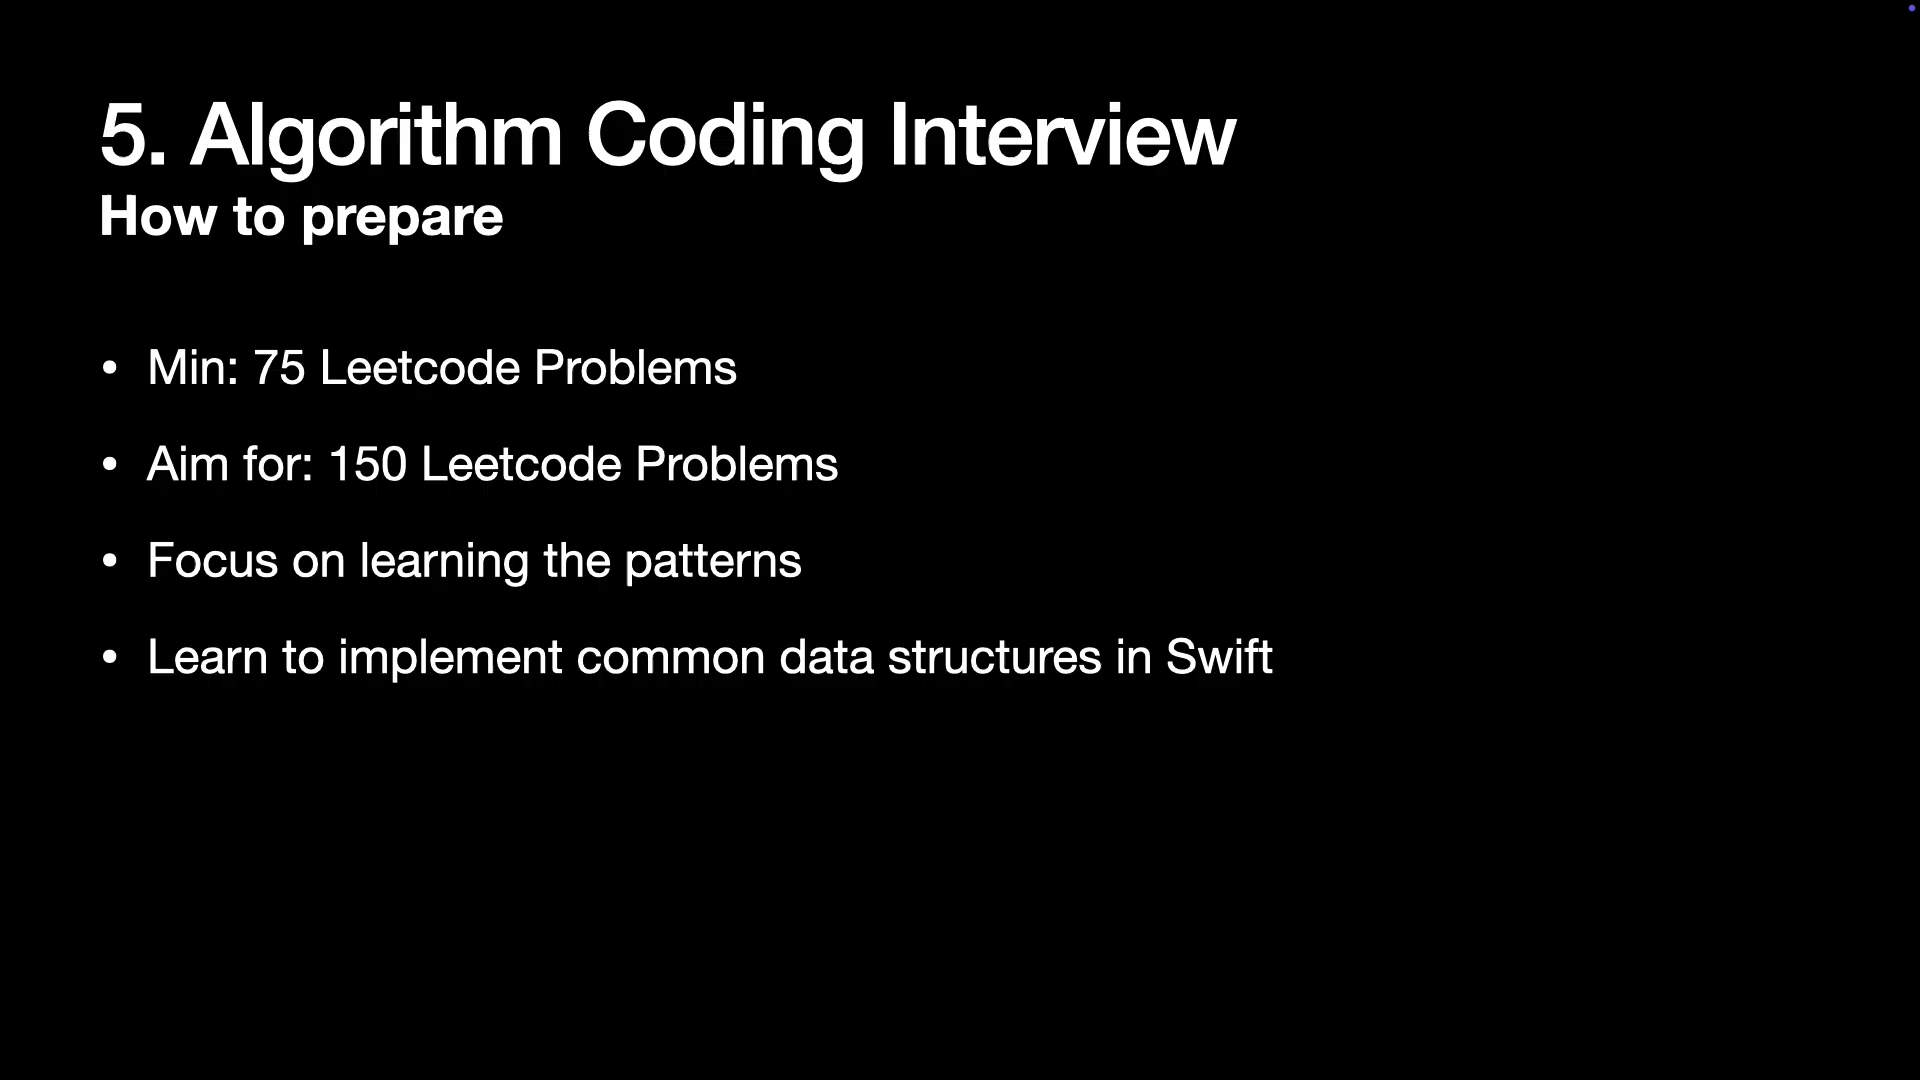 5. Algorithm Coding Interview
How to prepare
• Min: 75 Leetcode Problems
• Aim for: 150 Leetcode Problems
• Focus on learning the patterns
• Learn to implement common data structures in Swift